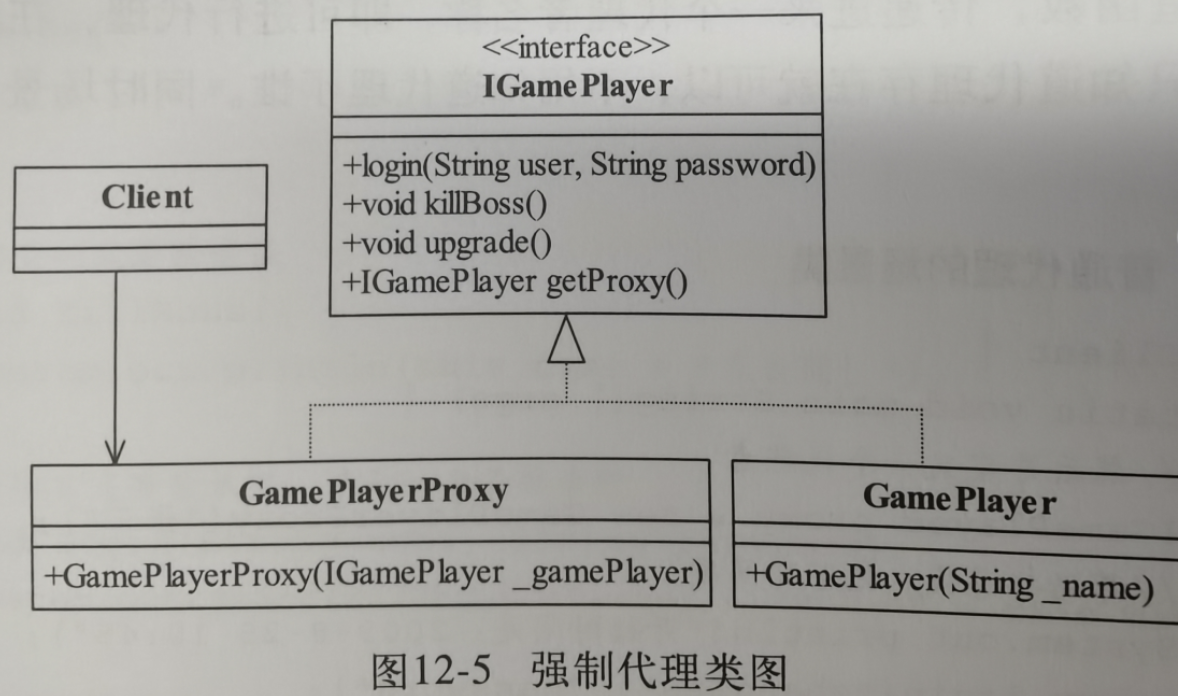 <<interface>>
IGamePlayer
+login(String user, String password)
+void killBoss()
+void upgrade()
+IGamePlayer getProxy()
Client
GamePlayerProxy
+GamePlayerProxy(IGamePlayer _gamePlayer)
GamePlayer
+GamePlayer(String _name)
图12-5 强制代理类图